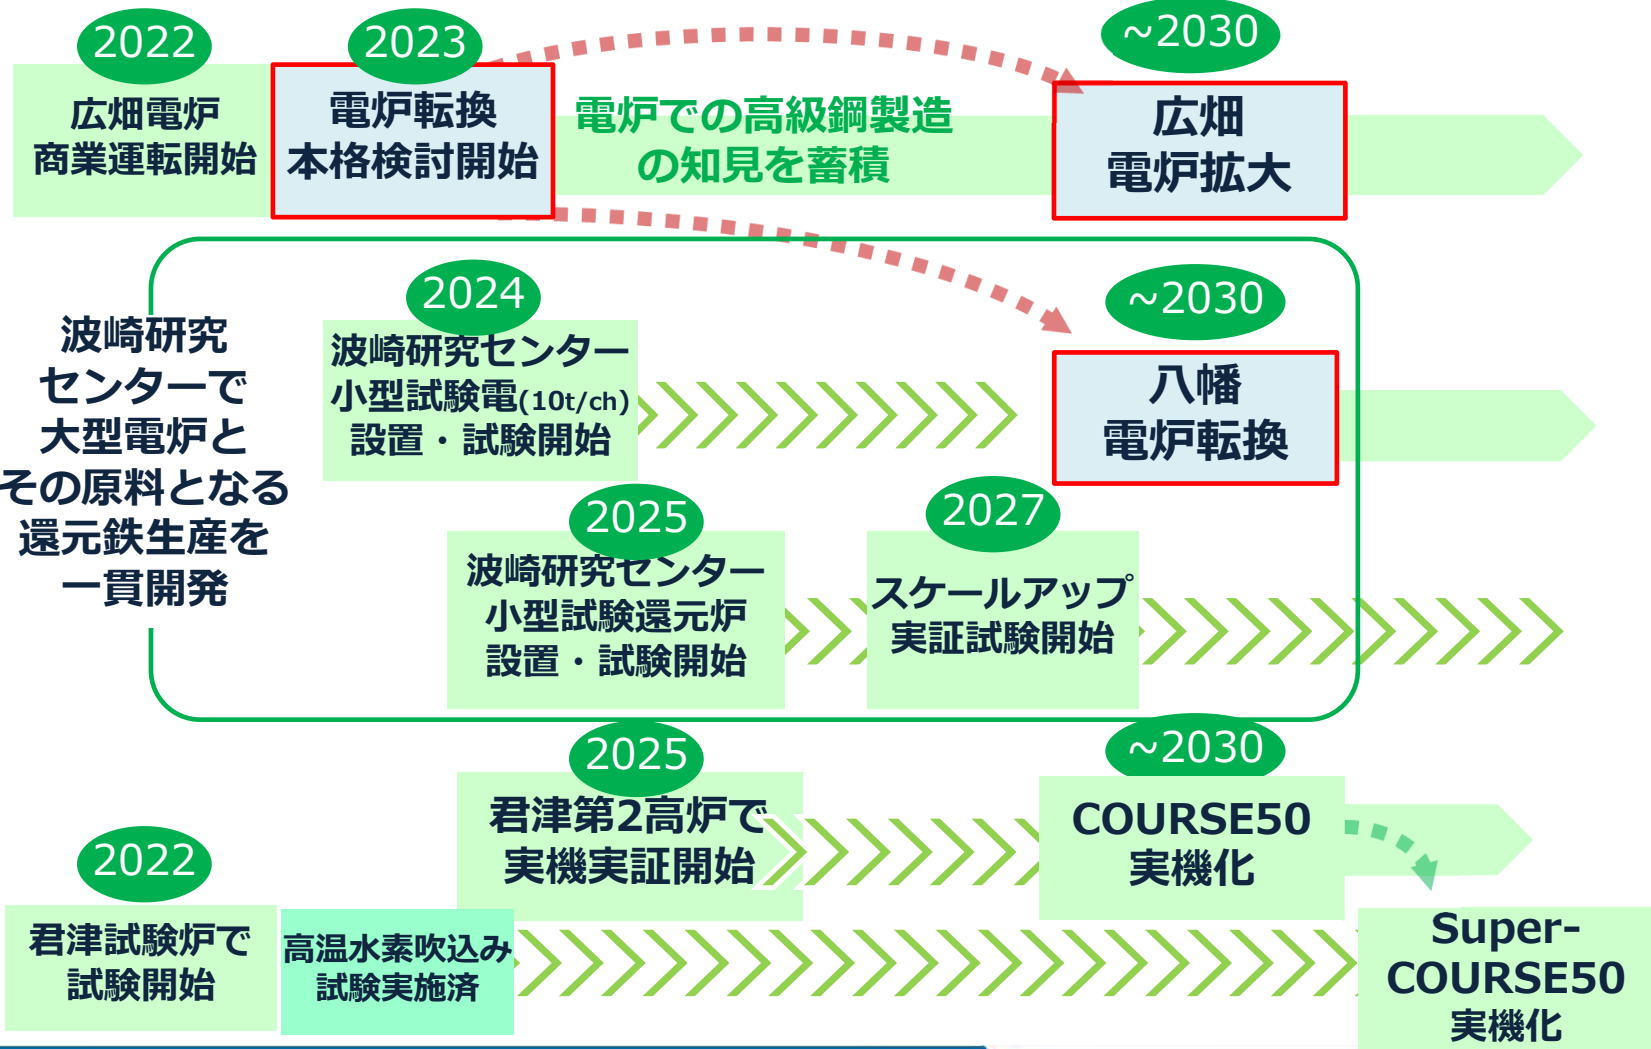 2022
広畑電炉
商業運転開始
2023
電炉転換
本格検討開始
電炉での高級鋼製造
の知見を蓄積
~2030
広畑
電炉拡大
波崎研究
センターで
大型電炉と
その原料となる
還元鉄生産を
一貫開発
2024
波崎研究センター
小型試験電(10t/ch)
設置・試験開始
~2030
八幡
電炉転換
2025
波崎研究センター
小型試験還元炉
設置・試験開始
2027
スケールアップ
実証試験開始
2025
君津第2高炉で
実機実証開始
~2030
COURSE50
実機化
2022
君津試験炉で
試験開始
高温水素吹込み
試験実施済
Super-
COURSE50
実機化